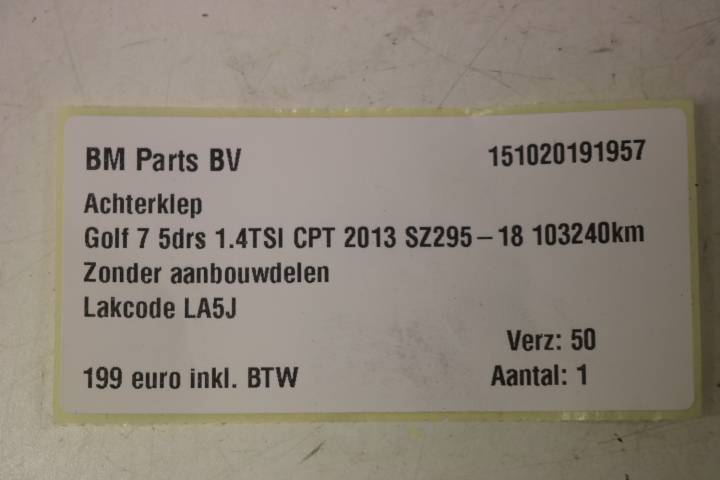 BM Parts BV 151020191957
Achterklep
Golf 7 5drs 1.4TSI CPT 2013 SZ295-18 103240km
Zonder aanbouwdelen
Lakcode LA5J
Verz: 50
199 euro inkl. BTW Aantal: 1